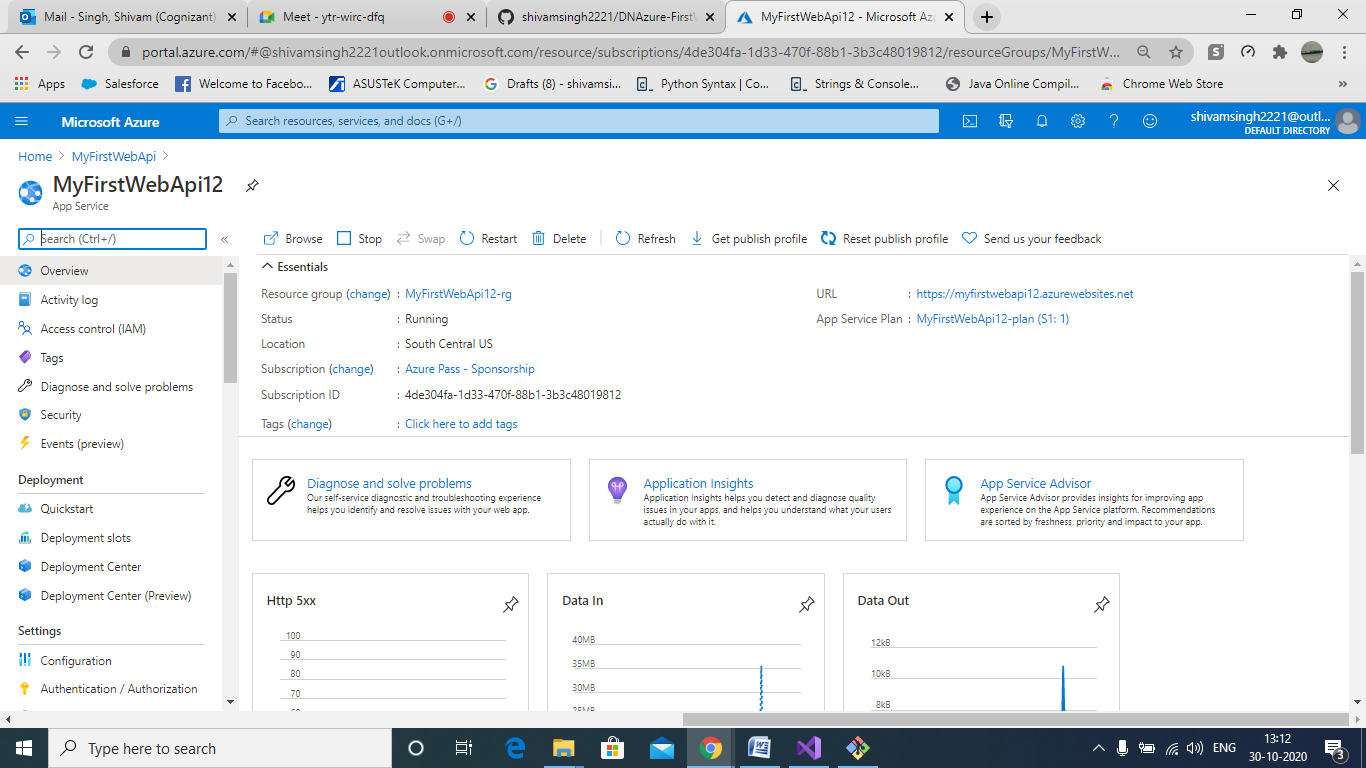 Mail - Singh, Shivam (Cognizant)
Meet - ytr-wirc-dfq
shivamsingh2221/DNAzure-First
MyFirstWebApi12 - Microsoft Az
portal.azure.com/#@shivamsingh2221outlook.onmicrosoft.com/resource/subscriptions/4de304fa-1d33-470f-88b1-3b3c48019812/resourceGroups/MyFirstW...
Apps
Salesforce
Welcome to Facebo...
ASUSTeK Computer...
Drafts (8) - shivamsi...
Python Syntax | Co...
Strings & Console...
Java Online Compil...
Chrome Web Store
»
Microsoft Azure
Search resources, services, and docs (G+/)
shivamsingh2221@outl...
DEFAULT DIRECTORY
Home > MyFirstWebApi >
MyFirstWebApi12
App Service
Search (Ctrl+/)
«
Browse
Stop
Swap
Restart
Delete
Refresh
Get publish profile
Reset publish profile
Send us your feedback
Overview
Activity log
Access control (IAM)
Tags
Diagnose and solve problems
Security
Events (preview)
Deployment
Quickstart
Deployment slots
Deployment Center
Deployment Center (Preview)
Settings
Configuration
Authentication / Authorization
Essentials
Resource group (change) : MyFirstWebApi12-rg
Status : Running
Location : South Central US
Subscription (change) : Azure Pass - Sponsorship
Subscription ID : 4de304fa-1d33-470f-88b1-3b3c48019812
Tags (change) : Click here to add tags
URL : https://myfirstwebapi12.azurewebsites.net
App Service Plan : MyFirstWebApi12-plan (S1: 1)
Diagnose and solve problems
Our self-service diagnostic and troubleshooting experience
helps you identify and resolve issues with your web app.
Application Insights
Application Insights helps you detect and diagnose quality
issues in your apps, and helps you understand what your users
actually do with it.
App Service Advisor
App Service Advisor provides insights for improving app
experience on the App Service platform. Recommendations
are sorted by freshness, priority and impact to your app.
Http 5xx
100
90
80
70
Data In
40MB
35MB
30MB
25MB
Data Out
12kB
10kB
8kB
Type here to search
ENG
13:12
30-10-2020
3